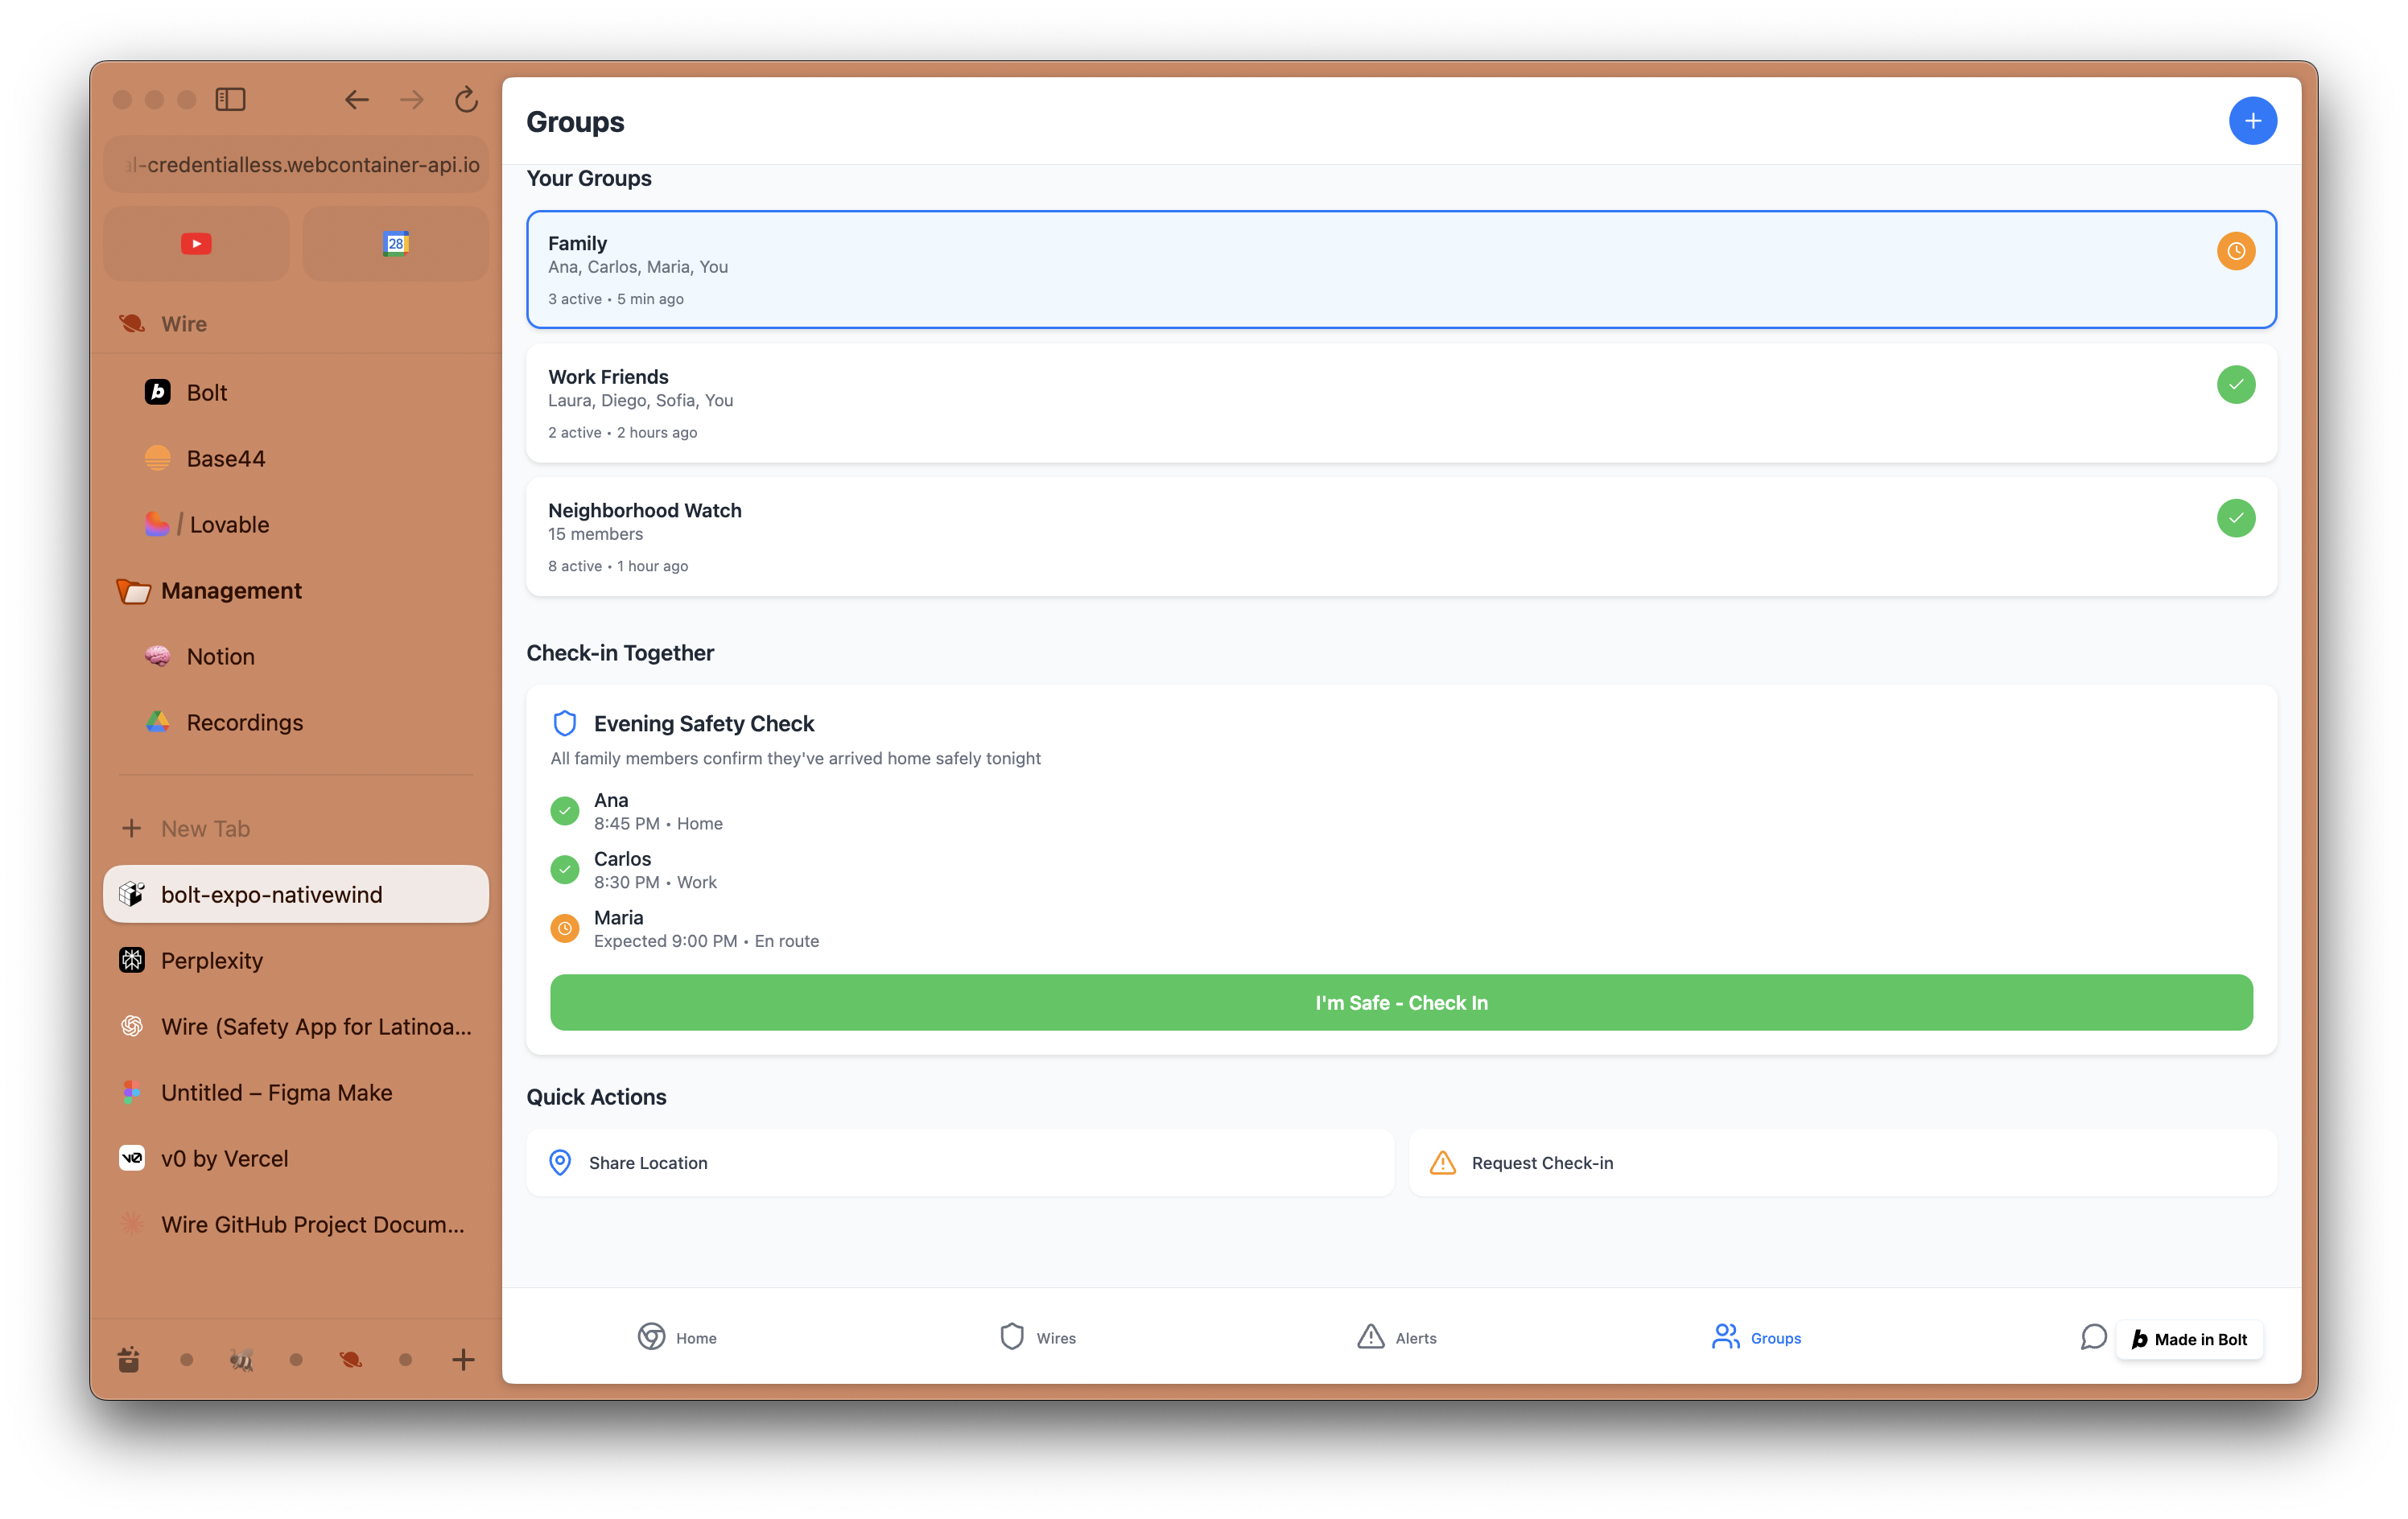 al-credentialless.webcontainer-api.io
28
Wire
Bolt
Base44
/ Lovable
Management
Notion
Recordings
New Tab
bolt-expo-nativewind
Perplexity
Wire (Safety App for Latinoa...
Untitled – Figma Make
v0 by Vercel
Wire GitHub Project Docum...
Groups
Your Groups
Family
Ana, Carlos, Maria, You
3 active • 5 min ago
Work Friends
Laura, Diego, Sofia, You
2 active • 2 hours ago
Neighborhood Watch
15 members
8 active • 1 hour ago
Check-in Together
Evening Safety Check
All family members confirm they've arrived home safely tonight
Ana
8:45 PM • Home
Carlos
8:30 PM • Work
Maria
Expected 9:00 PM • En route
I'm Safe - Check In
Quick Actions
Share Location
Request Check-in
Home
Wires
Alerts
Groups
b Made in Bolt